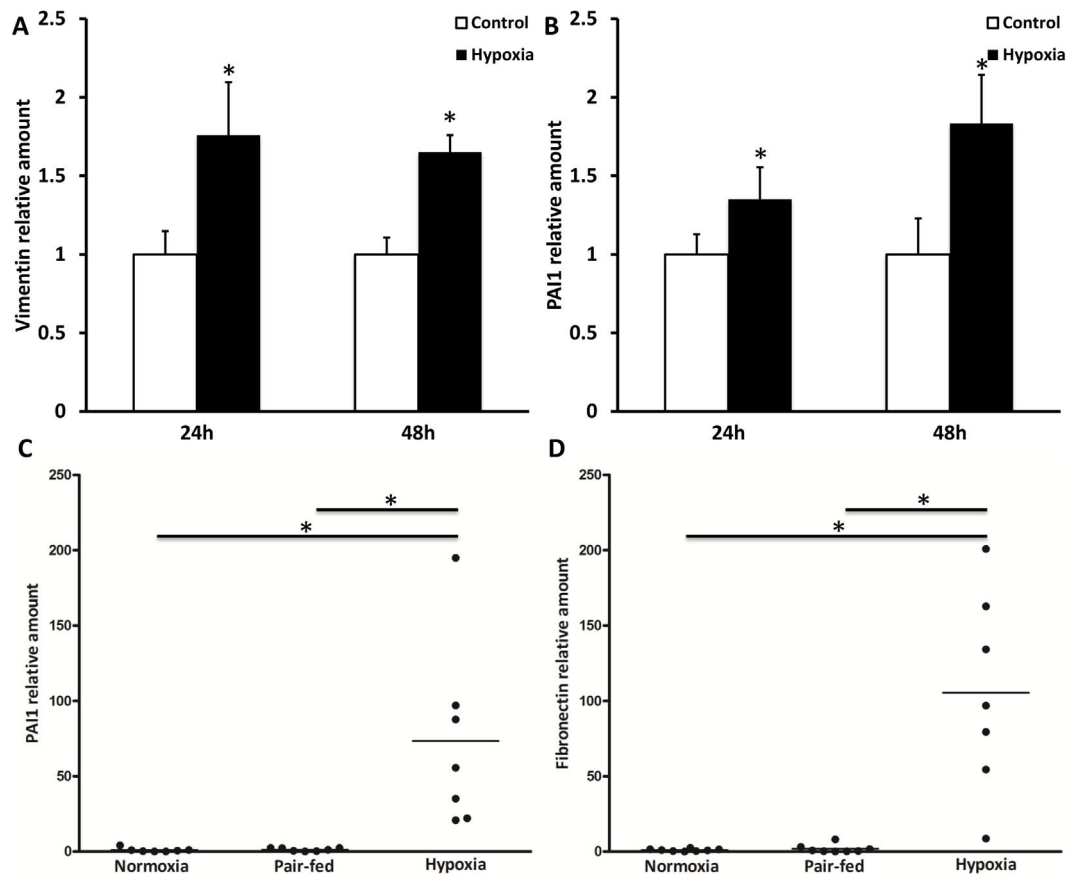 A
Vimentin relative amount
2.5
2
1.5
1
0.5
0
Control
Hypoxia
*
*
24h
48h
B
PAI1 relative amount
2.5
2
1.5
1
0.5
0
Control
Hypoxia
*
*
24h
48h
C
PAI1 relative amount
250
200
150
100
50
0
*
*
Normoxia
Pair-fed
Hypoxia
D
Fibronectin relative amount
250
200
150
100
50
0
*
*
Normoxia
Pair-fed
Hypoxia